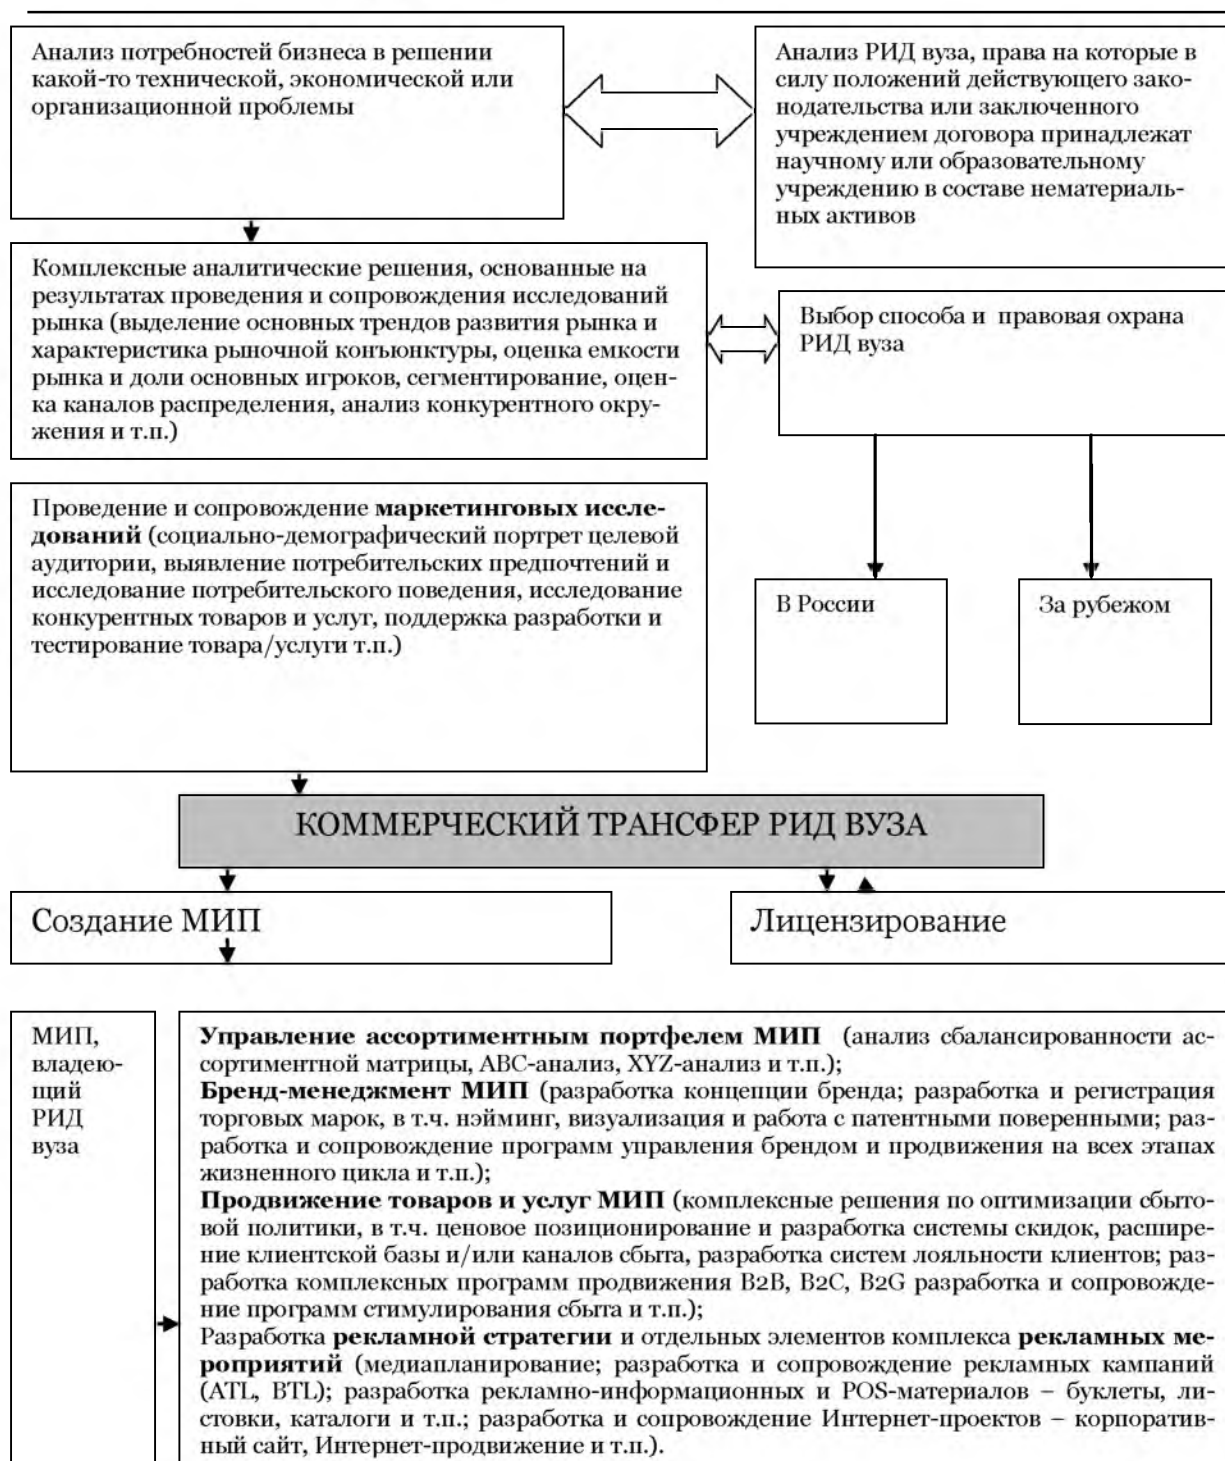 Анализ потребностей бизнеса в решении
какой-то технической, экономической или
организационной проблемы
Анализ РИД вуза, права на которые в
силу положений действующего зако-
нодательства или заключенного
учреждением договора принадлежат
научному или образовательному
учреждению в составе нематериаль-
ных активов
Комплексные аналитические решения, основанные на
результатах проведения и сопровождения исследований
рынка (выделение основных трендов развития рынка и
характеристика рыночной конъюнктуры, оценка емкости
рынка и доли основных игроков, сегментирование, оцен-
ка каналов распределения, анализ конкурентного окру-
жения и т.п.)
Выбор способа и правовая охрана
РИД вуза
Проведение и сопровождение маркетинговых иссле-
дований (социально-демографический портрет целевой
аудитории, выявление потребительских предпочтений и
исследование потребительского поведения, исследование
конкурентных товаров и услуг, поддержка разработки и
тестирование товара/услуги т.п.)
В России
За рубежом
КОММЕРЧЕСКИЙ ТРАНСФЕР РИД ВУЗА
Создание МИП
Лицензирование
МИП,
владею-
щий
РИД
вуза
Управление ассортиментным портфелем МИП (анализ сбалансированности ас-
сортиментной матрицы, ABC-анализ, XYZ-анализ и т.п.);
Бренд-менеджмент МИП (разработка концепции бренда; разработка и регистрация
торговых марок, в т.ч. нэйминг, визуализация и работа с патентными поверенными; раз-
работка и сопровождение программ управления брендом и продвижения на всех этапах
жизненного цикла и т.п.);
Продвижение товаров и услуг МИП (комплексные решения по оптимизации сбыто-
вой политики, в т.ч. ценовое позиционирование и разработка системы скидок, расшире-
ние клиентской базы и/или каналов сбыта, разработка систем лояльности клиентов; раз-
работка комплексных программ продвижения B2B, B2C, B2G разработка и сопровожде-
ние программ стимулирования сбыта и т.п.);
Разработка рекламной стратегии и отдельных элементов комплекса рекламных ме-
роприятий (медиапланирование; разработка и сопровождение рекламных кампаний
(ATL, BTL); разработка рекламно-информационных и POS-материалов – буклеты, ли-
стовки, каталоги и т.п.; разработка и сопровождение Интернет-проектов – корпоратив-
ный сайт, Интернет-продвижение и т.п.).